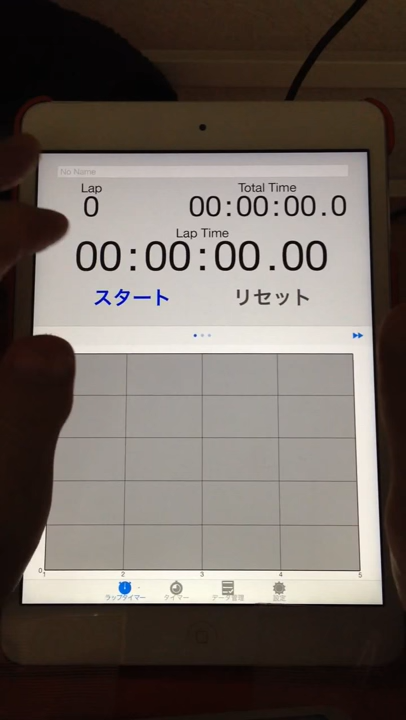 No Name
Lap
Total Time
0
00:00:00.0
Lap Time
00:00:00.00
スタート
リセット
0
1
2
3
4
5
ラップタイマー
タイマー
データ管理
設定